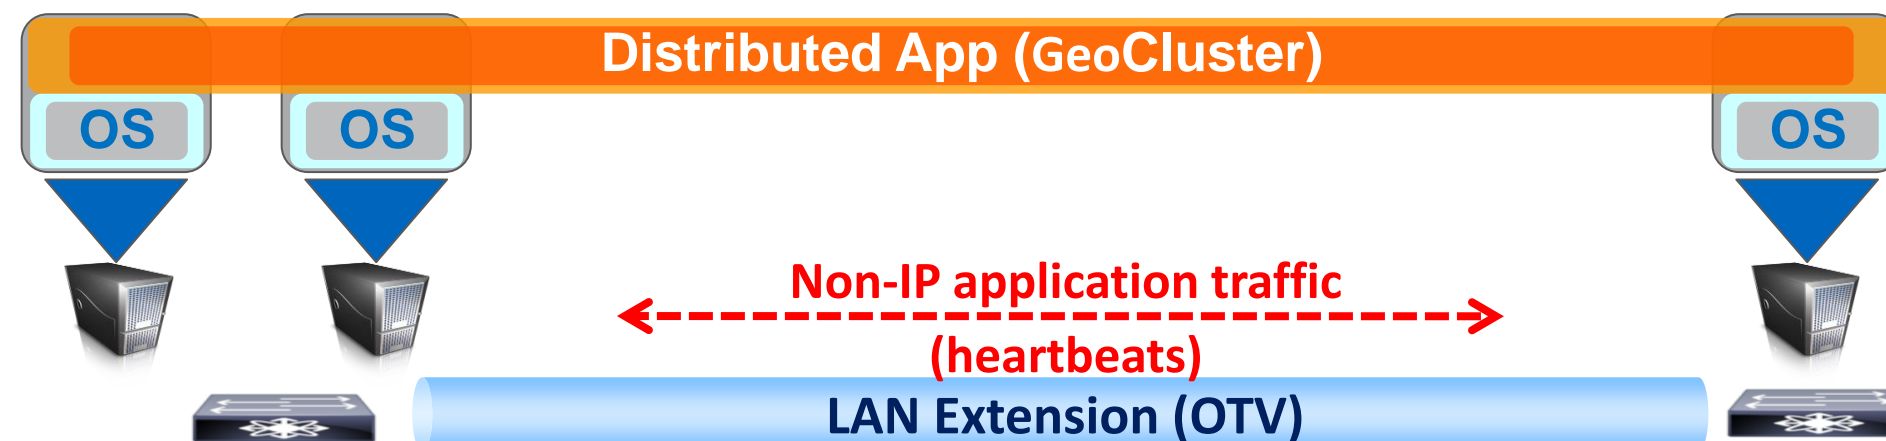 Distributed App (GeoCluster)
OS
OS
OS
Non-IP application traffic
(heartbeats)
LAN Extension (OTV)